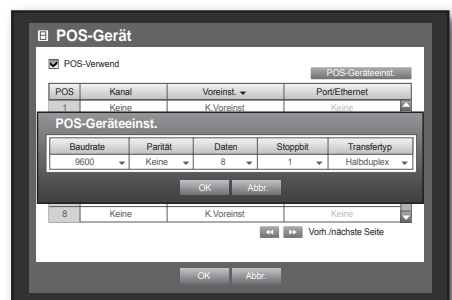 POS-Gerät
POS-Verwend
POS-Geräteeinst.
POS Kanal Voreinst. Port/Ethernet
1 Keine K.Voreinst Keine
POS-Geräteeinst.
Baudrate Parität Daten Stoppbit Transfertyp
9600 Keine 8 1 Halbduplex
OK Abbr.
8 Keine K.Voreinst Keine
Vorh./nächste Seite
OK Abbr.